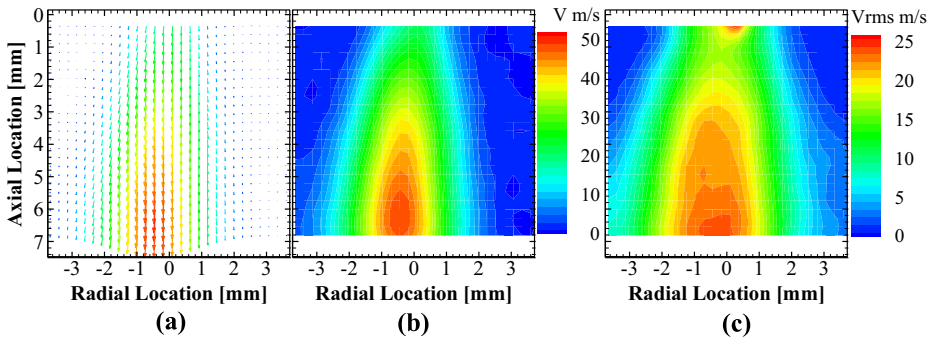 V m/s
Vrms m/s
0
1
2
3
4
5
6
7
Axial Location [mm]
50
40
30
20
10
0
25
20
15
10
5
0
-3 -2 -1 0 1 2 3
-3 -2 -1 0 1 2 3
-3 -2 -1 0 1 2 3
Radial Location [mm]
Radial Location [mm]
Radial Location [mm]
(a)
(b)
(c)